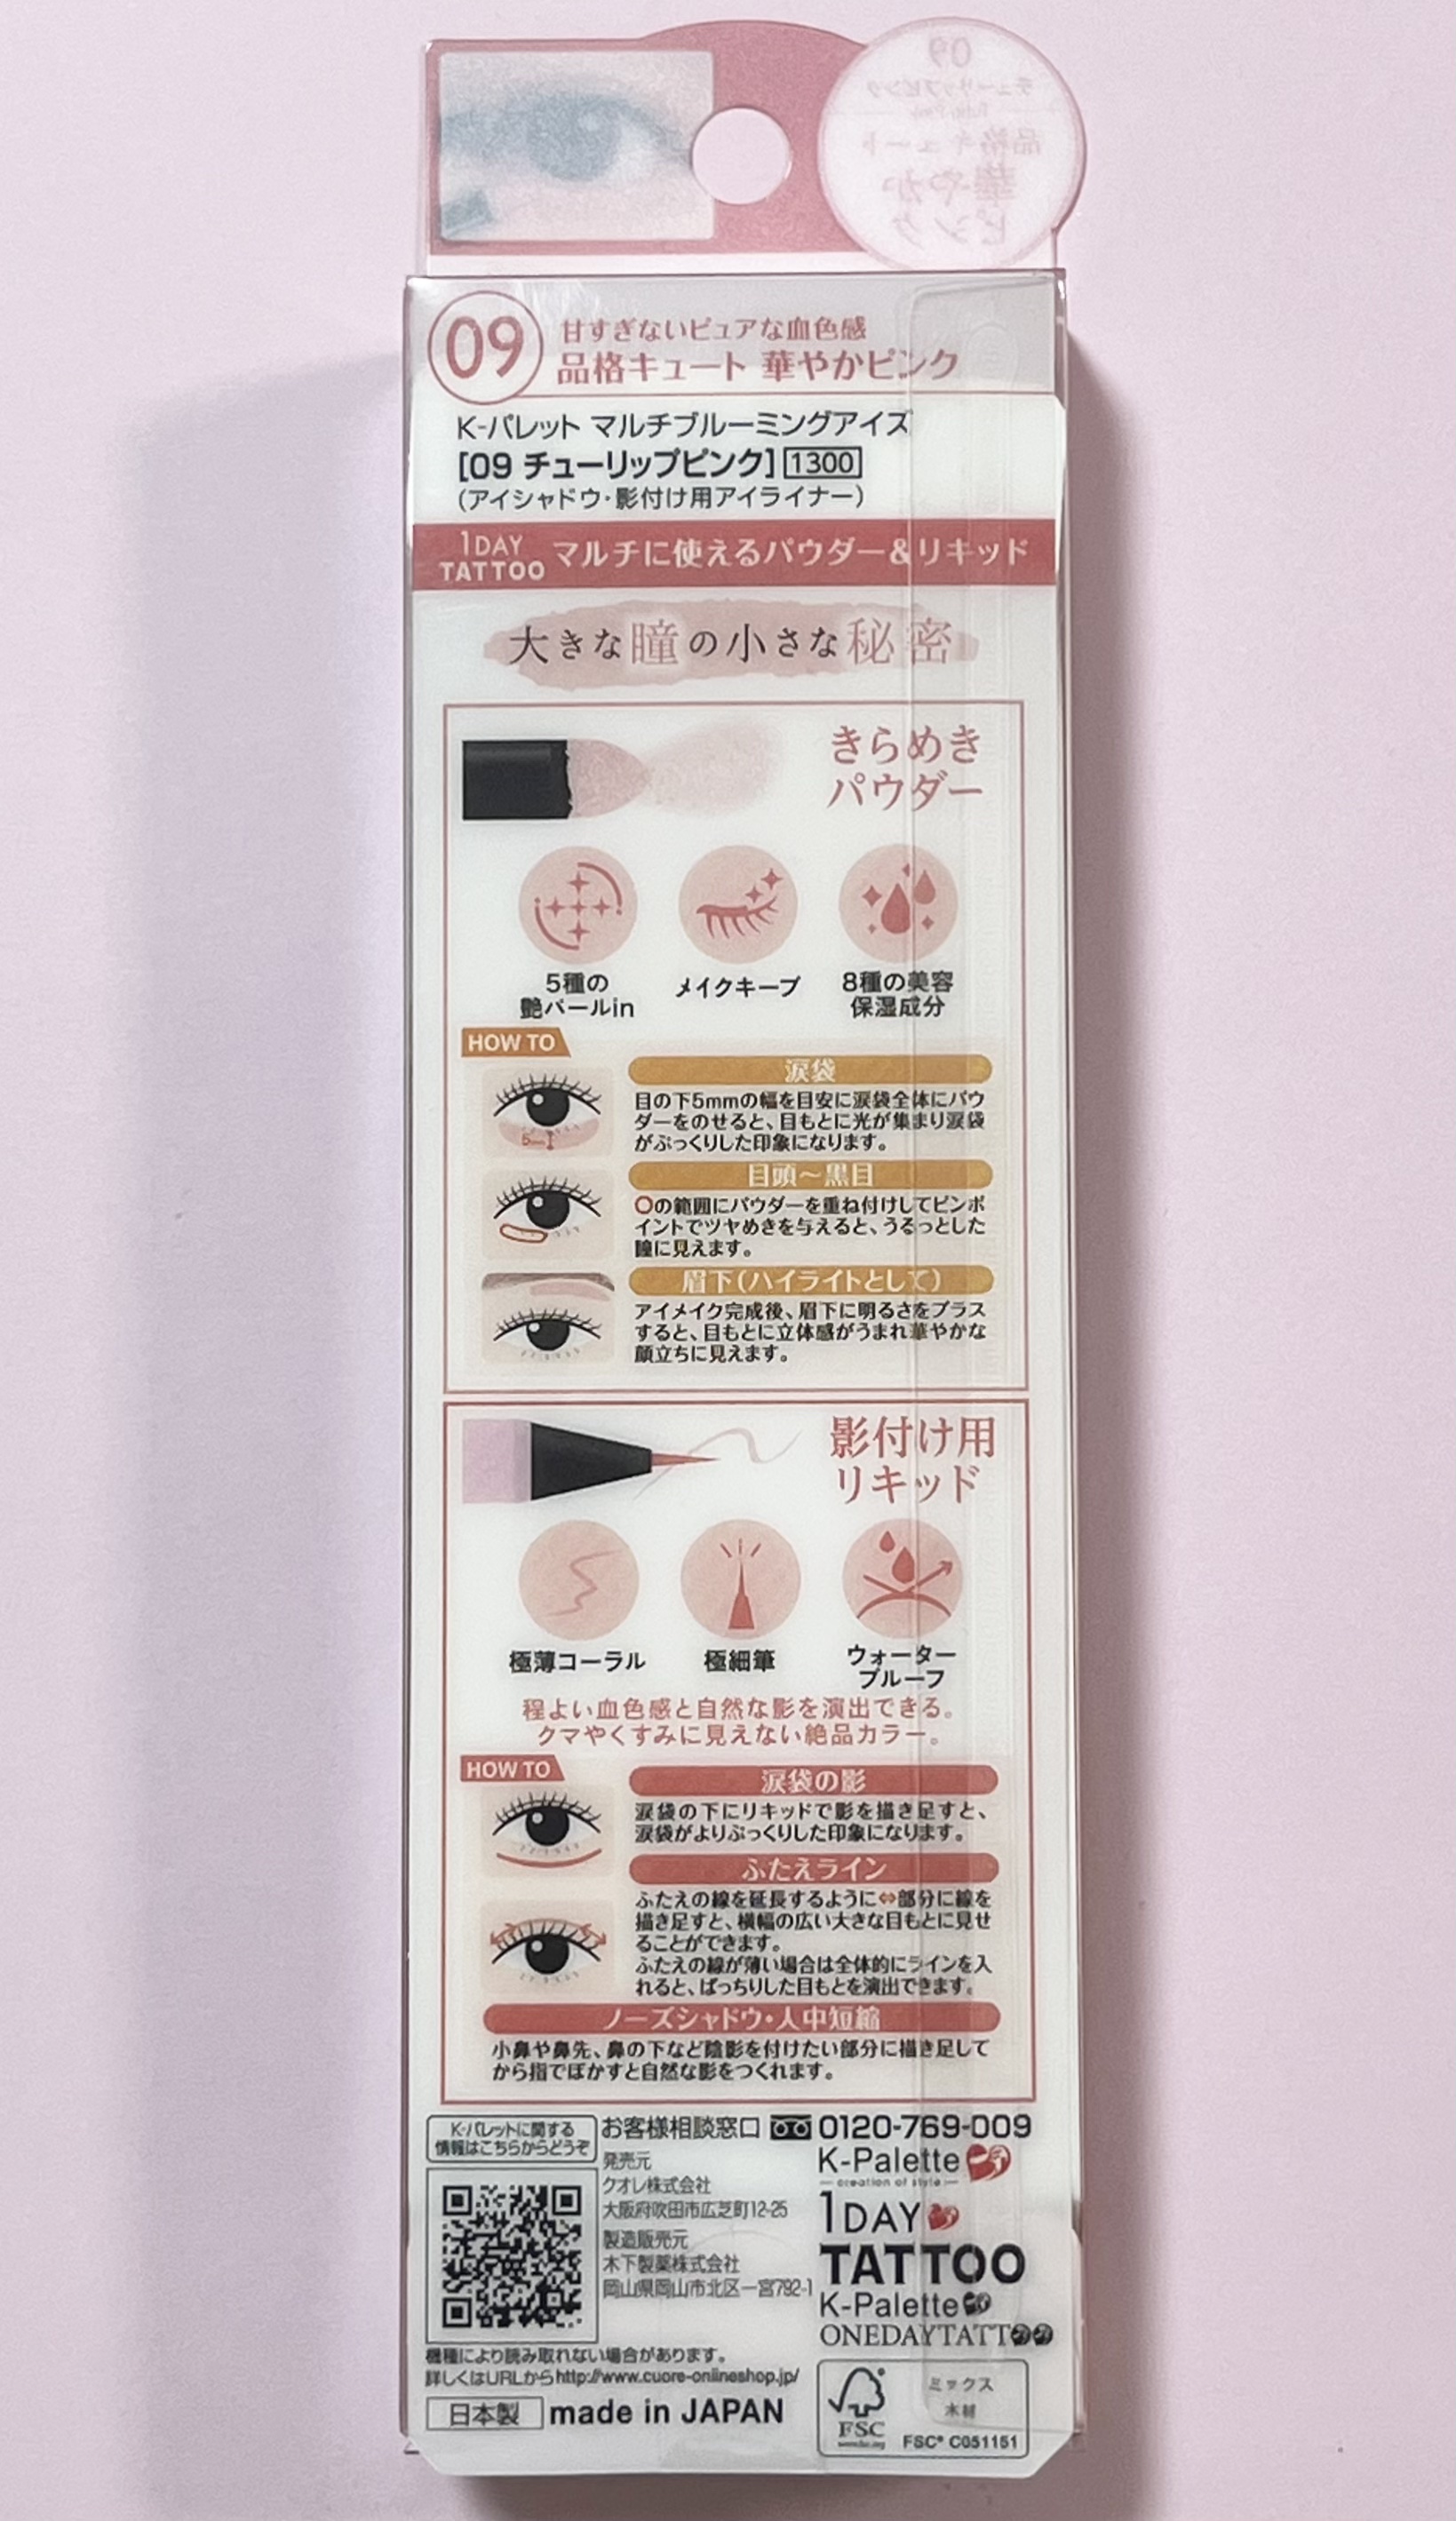 09
チューリップピンク
Tulip Pink
品格キュート
華やか
ピンク
09
甘すぎないピュアな血色感
品格キュート 華やかピンク
K-パレット マルチブルーミングアイズ
[09 チューリップピンク] 1300
(アイシャドウ・影付け用アイライナー)
1DAY
TATTOO
マルチに使えるパウダー&リキッド
大きな瞳の小さな秘密
きらめき
パウダー
5種の
艶パールin
メイクキープ
8種の美容
保湿成分
HOW TO
5mm
涙袋
目の下5mmの幅を目安に涙袋全体にパウ
ダーをのせると、目もとに光が集まり涙袋
がぷっくりした印象になります。
目頭～黒目
○の範囲にパウダーを重ね付けしてピンポ
イントでツヤめきを与えると、うるっとした
瞳に見えます。
眉下(ハイライトとして)
アイメイク完成後、眉下に明るさをプラス
すると、目もとに立体感がうまれ華やかな
顔立ちに見えます。
影付け用
リキッド
極薄コーラル
極細筆
ウォーター
プルーフ
程よい血色感と自然な影を演出できる。
クマやくすみに見えない絶品カラー。
HOW TO
涙袋の影
涙袋の下にリキッドで影を描き足すと、
涙袋がよりぷっくりした印象になります。
ふたえライン
ふたえの線を延長するように⇔部分に線を
描き足すと、横幅の広い大きな目もとに見せ
ることができます。
ふたえの線が薄い場合は全体的にラインを入
れると、ぱっちりした目もとを演出できます。
ノーズシャドウ・人中短縮
小鼻や鼻先、鼻の下など陰影を付けたい部分に描き足して
から指でぼかすと自然な影をつくれます。
K-パレットに関する
情報はこちらからどうぞ
お客様相談窓口 0120-769-009
発売元
クオレ株式会社
大阪府吹田市広芝町12-25
製造販売元
木下製薬株式会社
岡山県岡山市北区一宮792-1
K-Palette
creation of style
1DAY
TATTOO
K-Palette
ONEDAYTATTOO
機種により読み取れない場合があります。
詳しくはURLから http://www.cuore-onlineshop.jp/
日本製 made in JAPAN
FSC
www.fsc.org
ミックス
木材
FSC® C051151